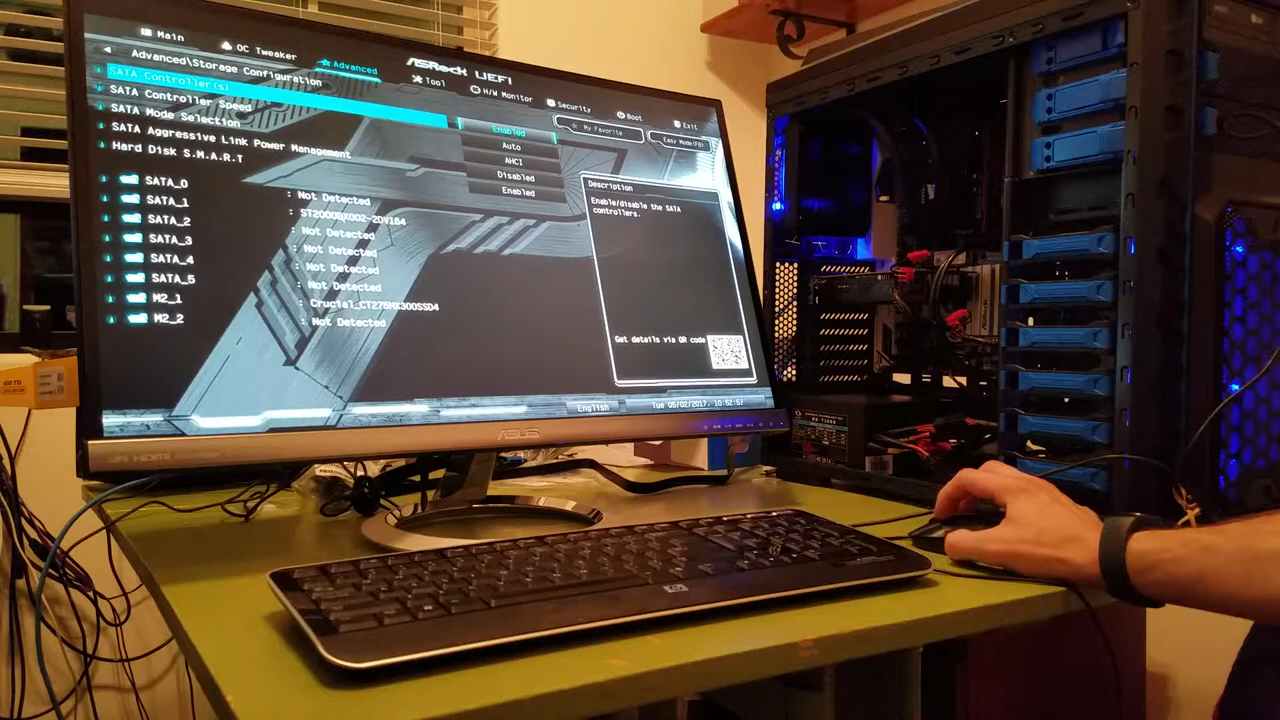 ASRock UEFI
Main
OC Tweaker
Advanced
Tool
H/W Monitor
Security
Boot
Exit
Advanced\Storage Configuration
My Favorite
Easy Mode(F6)
SATA Controller(s) Enabled
SATA Controller Speed Auto
SATA Mode Selection AHCI
SATA Aggressive Link Power Management Disabled
Hard Disk S.M.A.R.T Enabled
SATA_0 : Not Detected
SATA_1 : ST2000DX002-2DV164
SATA_2 : Not Detected
SATA_3 : Not Detected
SATA_4 : Not Detected
SATA_5 : Not Detected
M2_1 : Crucial_CT275MX300SSD4
M2_2 : Not Detected
Description
Enable/disable the SATA
controllers.
Get details via QR code
English
Tue 05/02/2017. 10:52:57
ASUS
HDMI
GO TO
hp